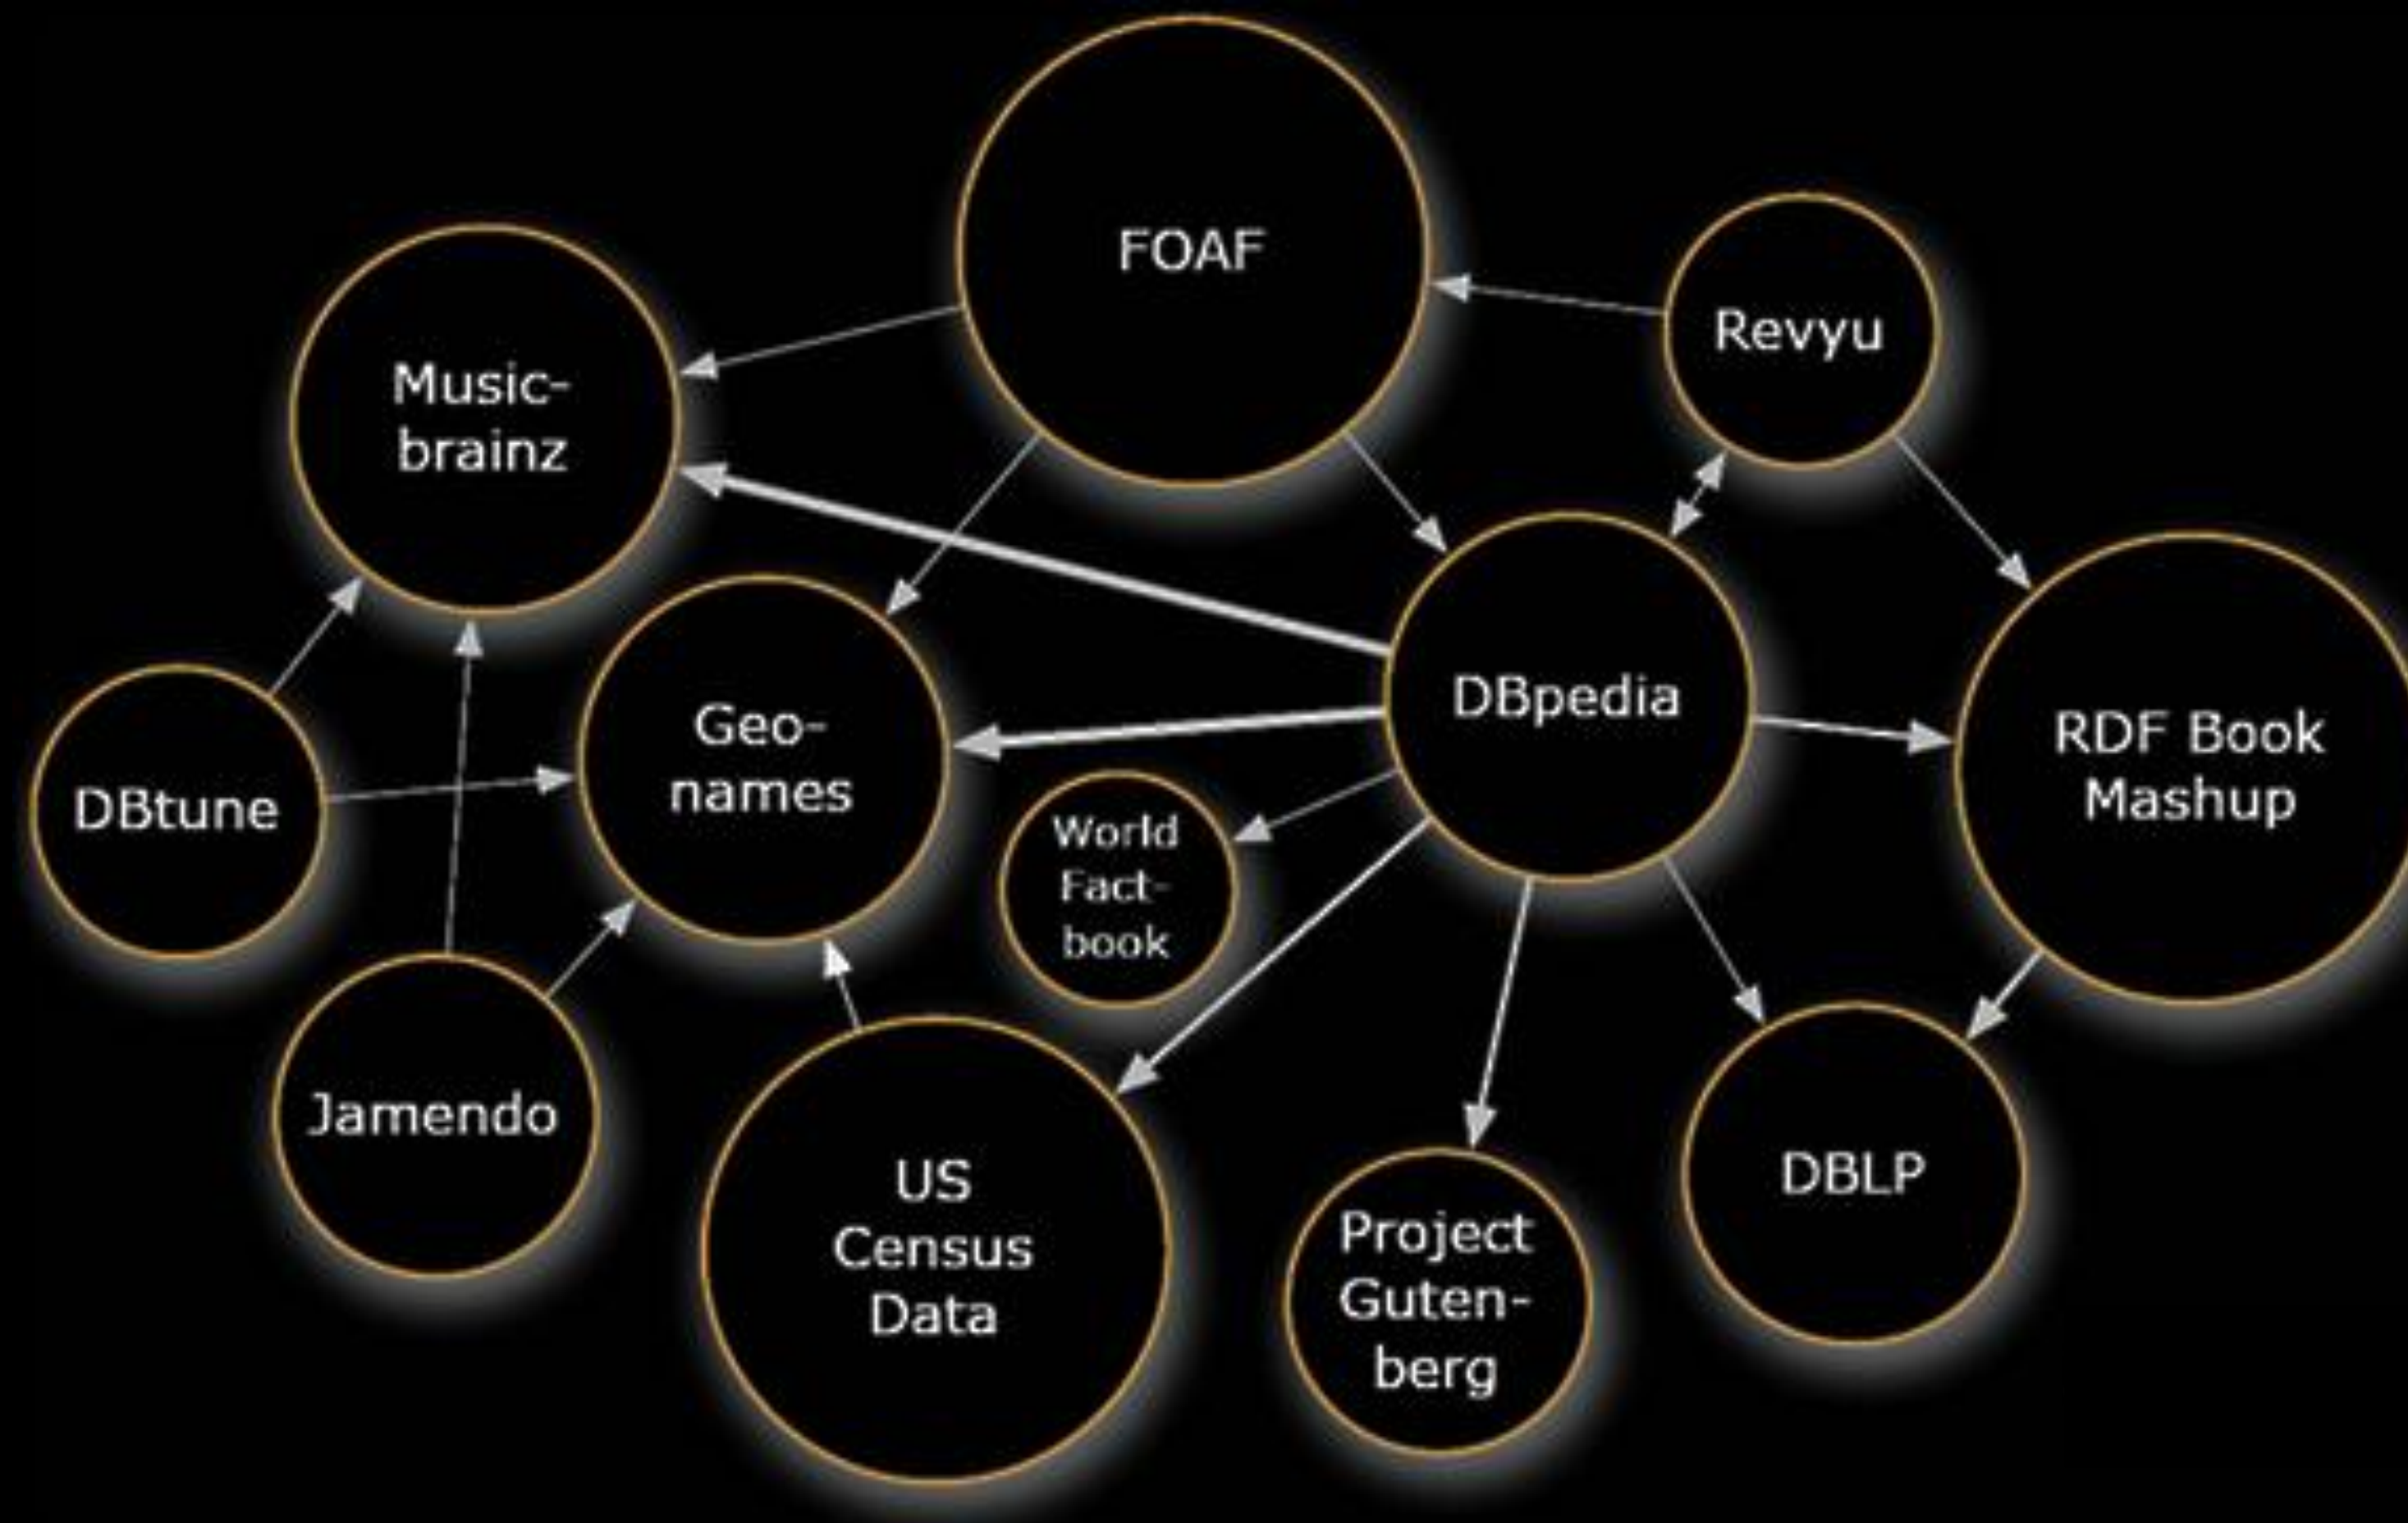 FOAF
Revyu
Music-
brainz
DBpedia
Geo-
names
RDF Book
Mashup
DBtune
World
Fact-
book
Jamendo
US
Census
Data
Project
Guten-
berg
DBLP